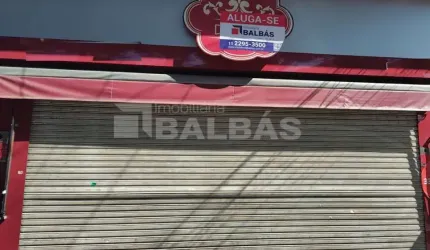 ALUGA-SE
BALBÁS
11 2295-3500
imobiliária
BALBÁS